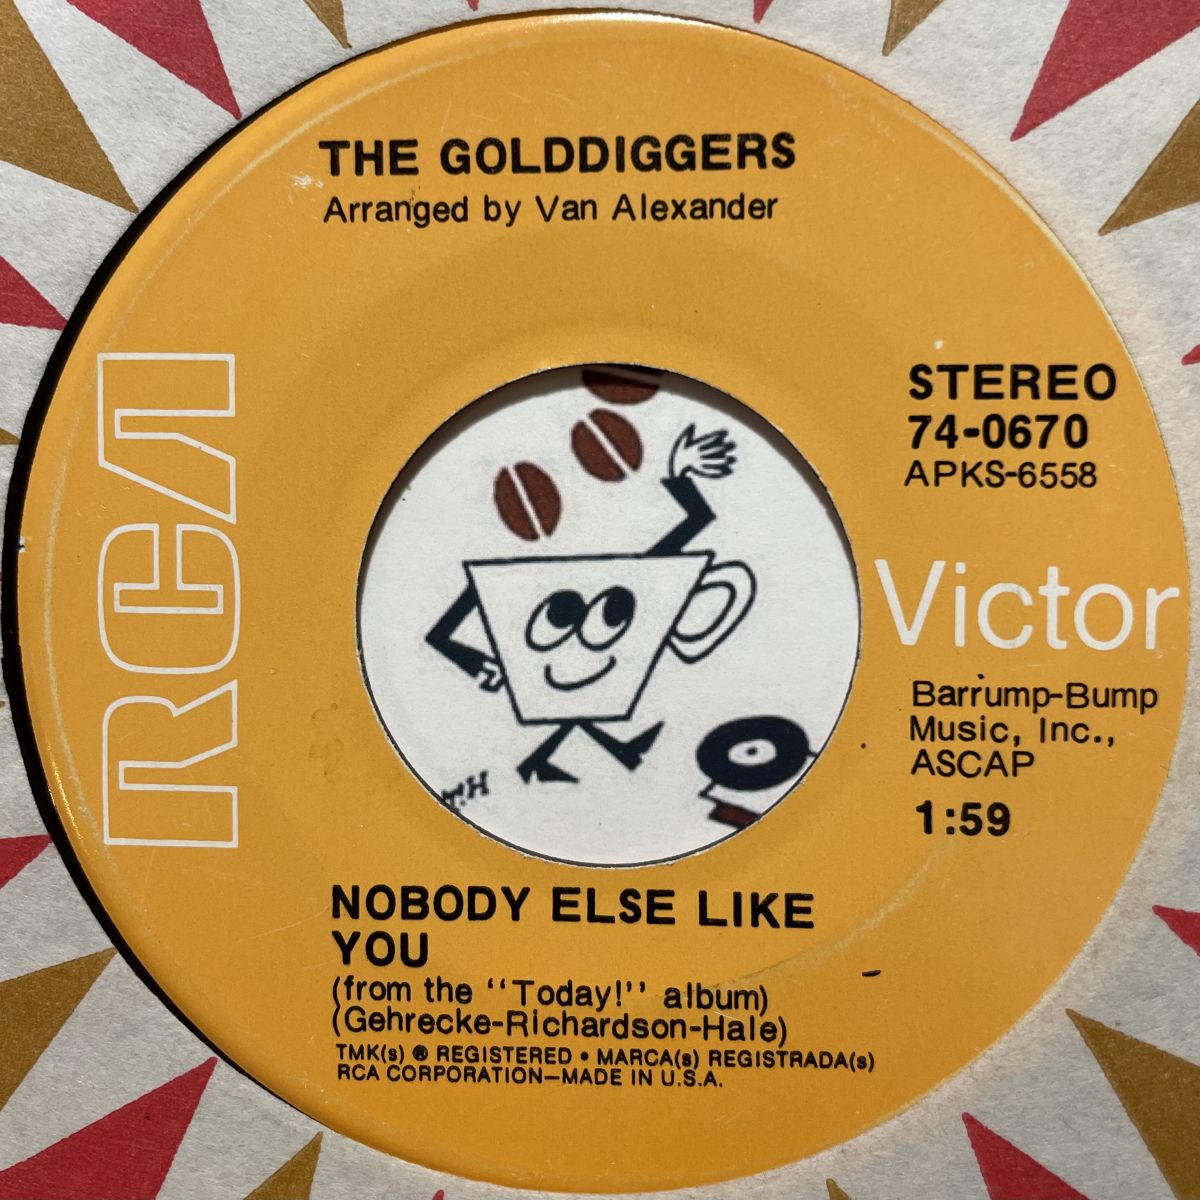 THE GOLDDIGGERS
Arranged by Van Alexander
RCA
STEREO
74-0670
APKS-6558
Victor
Barrump-Bump
Music, Inc.,
ASCAP
1:59
NOBODY ELSE LIKE
YOU
(from the "Today!" album)
(Gehrecke-Richardson-Hale)
TMK(s) ® REGISTERED • MARCA(s) REGISTRADA(s)
RCA CORPORATION—MADE IN U.S.A.